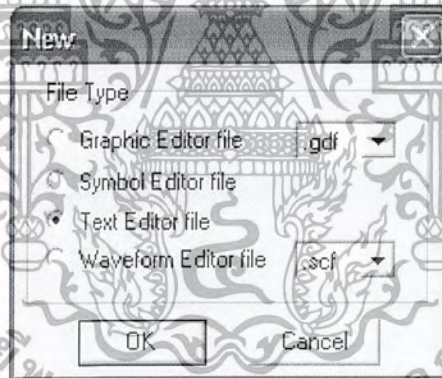 New
File Type
Graphic Editor file .gdf
Symbol Editor file
Text Editor file
Waveform Editor file .scf
OK Cancel